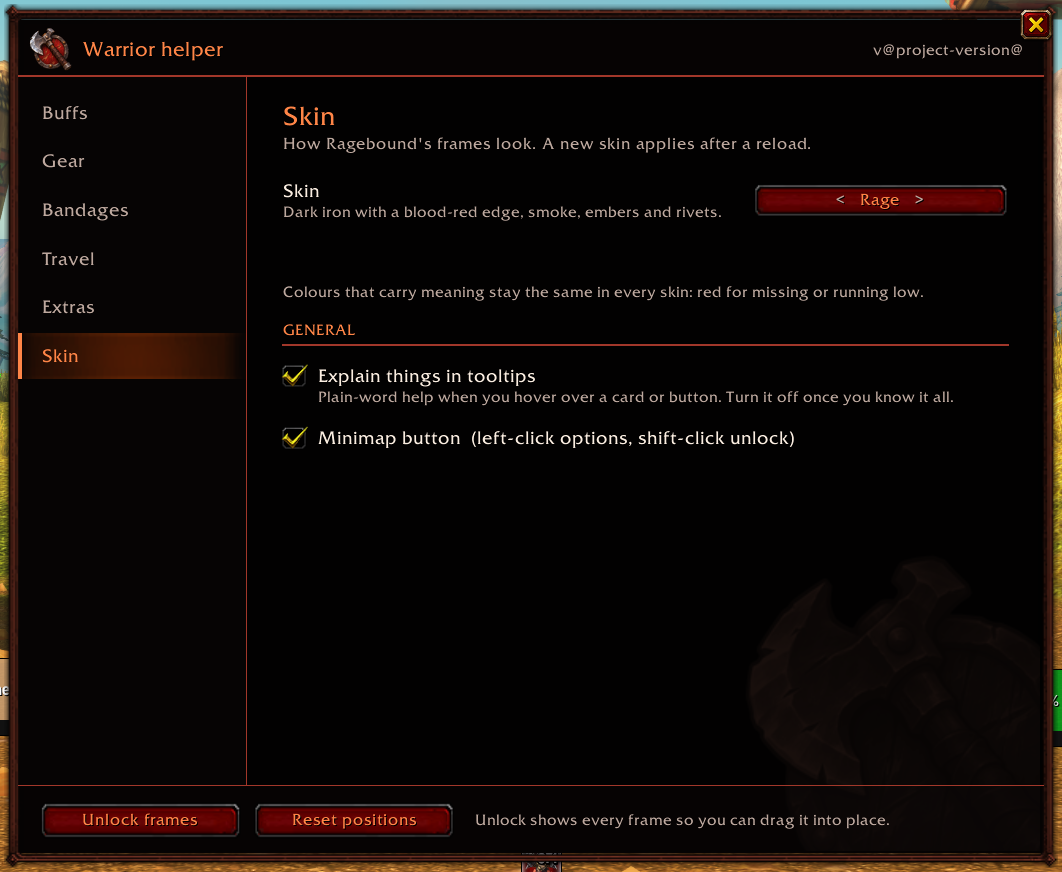 Warrior helper
v@project-version@
Buffs
Gear
Bandages
Travel
Extras
Skin
Skin
How Ragebound's frames look. A new skin applies after a reload.
Skin
Dark iron with a blood-red edge, smoke, embers and rivets.
< Rage >
Colours that carry meaning stay the same in every skin: red for missing or running low.
GENERAL
Explain things in tooltips
Plain-word help when you hover over a card or button. Turn it off once you know it all.
Minimap button (left-click options, shift-click unlock)
Unlock frames
Reset positions
Unlock shows every frame so you can drag it into place.